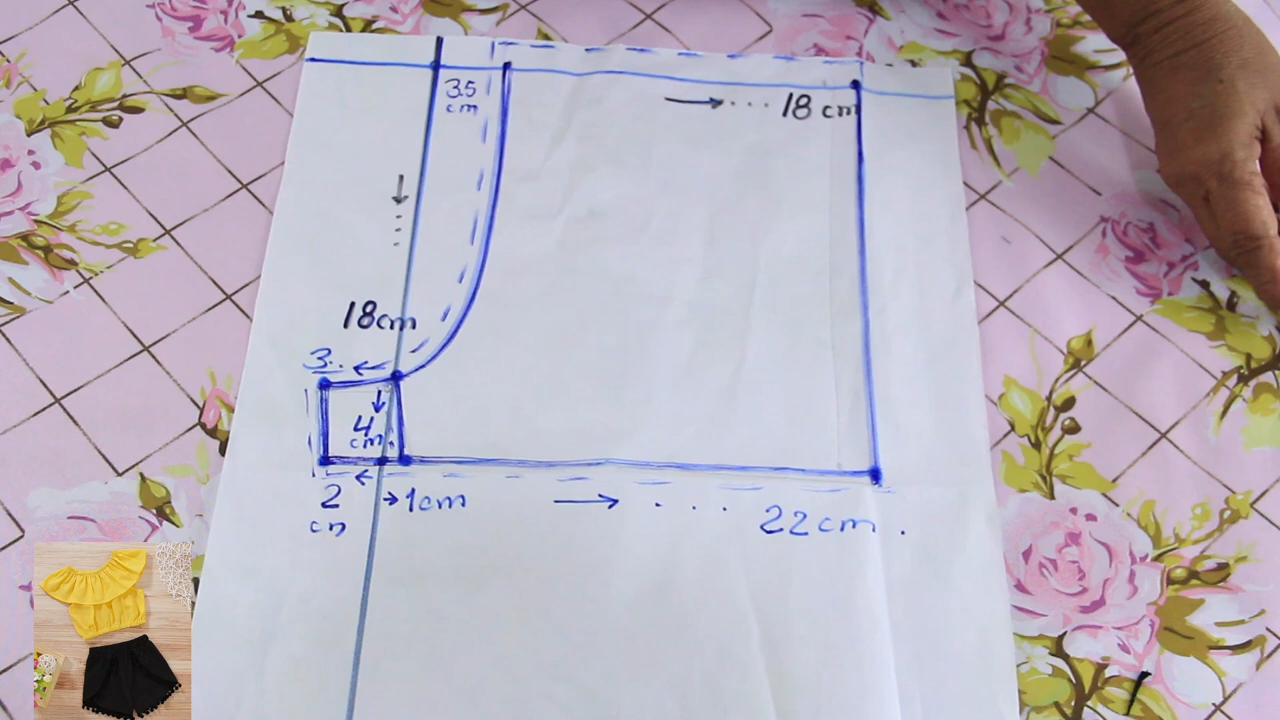 3.5
cm
→ . . . 18 cm
18cm
3..
4
cm.
2
cm
→1cm
→ . . . 22cm.